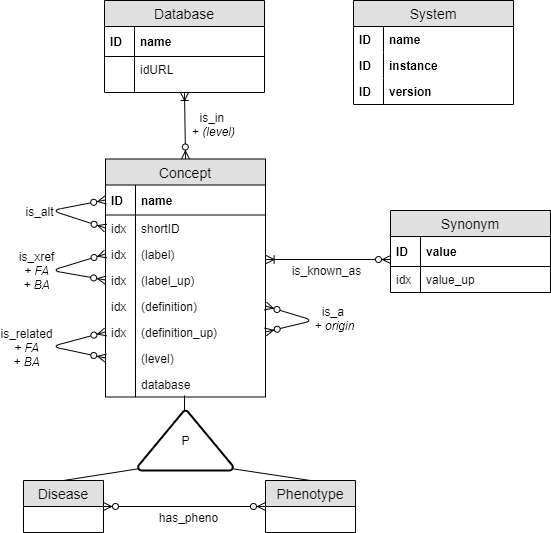 Database
ID name
idURL
System
ID name
ID instance
ID version
is_in
+ (level)
Concept
ID name
idx shortID
idx (label)
idx (label_up)
idx (definition)
idx (definition_up)
(level)
database
is_alt
is_xref
+ FA
+ BA
is_related
+ FA
+ BA
is_known_as
is_a
+ origin
Synonym
ID value
idx value_up
P
Disease
has_pheno
Phenotype